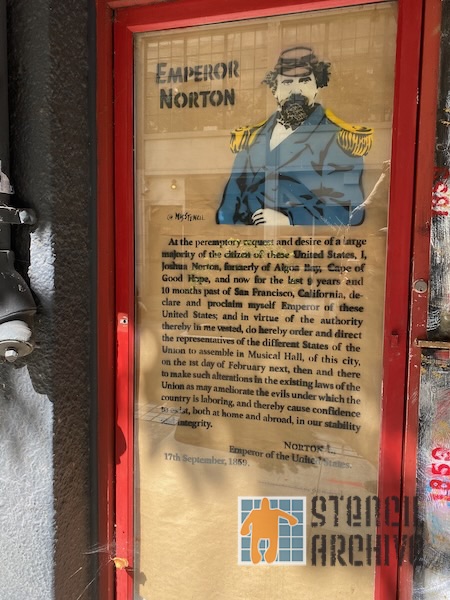 EMPEROR
NORTON
At the peremptory request and desire of a large
majority of the citizen of these United States, I,
Joshua Norton, formerly of Algoa Bay, Cape of
Good Hope, and now for the last 9 years and
10 months past of San Francisco, California, de-
clare and proclaim myself Emperor of these
United States; and in virtue of the authority
thereby in me vested, do hereby order and direct
the representatives of the different States of the
Union to assemble in Musical Hall, of this city,
on the 1st day of February next, then and there
to make such alterations in the existing laws of the
Union as may ameliorate the evils under which the
country is laboring, and thereby cause confidence
to exist, both at home and abroad, in our stability
integrity.
NORTON I.,
Emperor of the United States.
17th September, 1859.
STENCIL
ARCHIVE